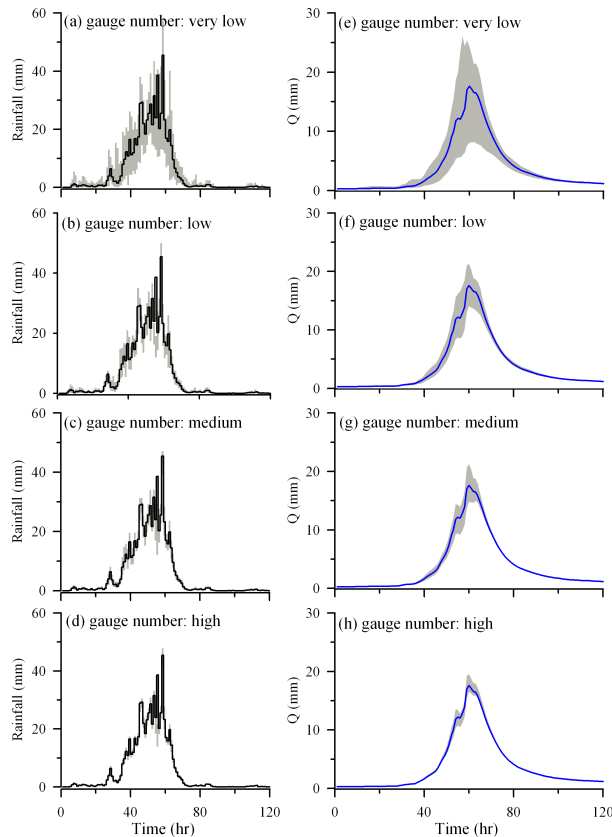 (a) gauge number: very low
60
40
20
0
Rainfall (mm)
(e) gauge number: very low
30
20
10
0
Q (mm)
(b) gauge number: low
60
40
20
0
Rainfall (mm)
(f) gauge number: low
30
20
10
0
Q (mm)
(c) gauge number: medium
60
40
20
0
Rainfall (mm)
(g) gauge number: medium
30
20
10
0
Q (mm)
(d) gauge number: high
60
40
20
0
Rainfall (mm)
0 40 80 120
Time (hr)
(h) gauge number: high
30
20
10
0
Q (mm)
0 40 80 120
Time (hr)